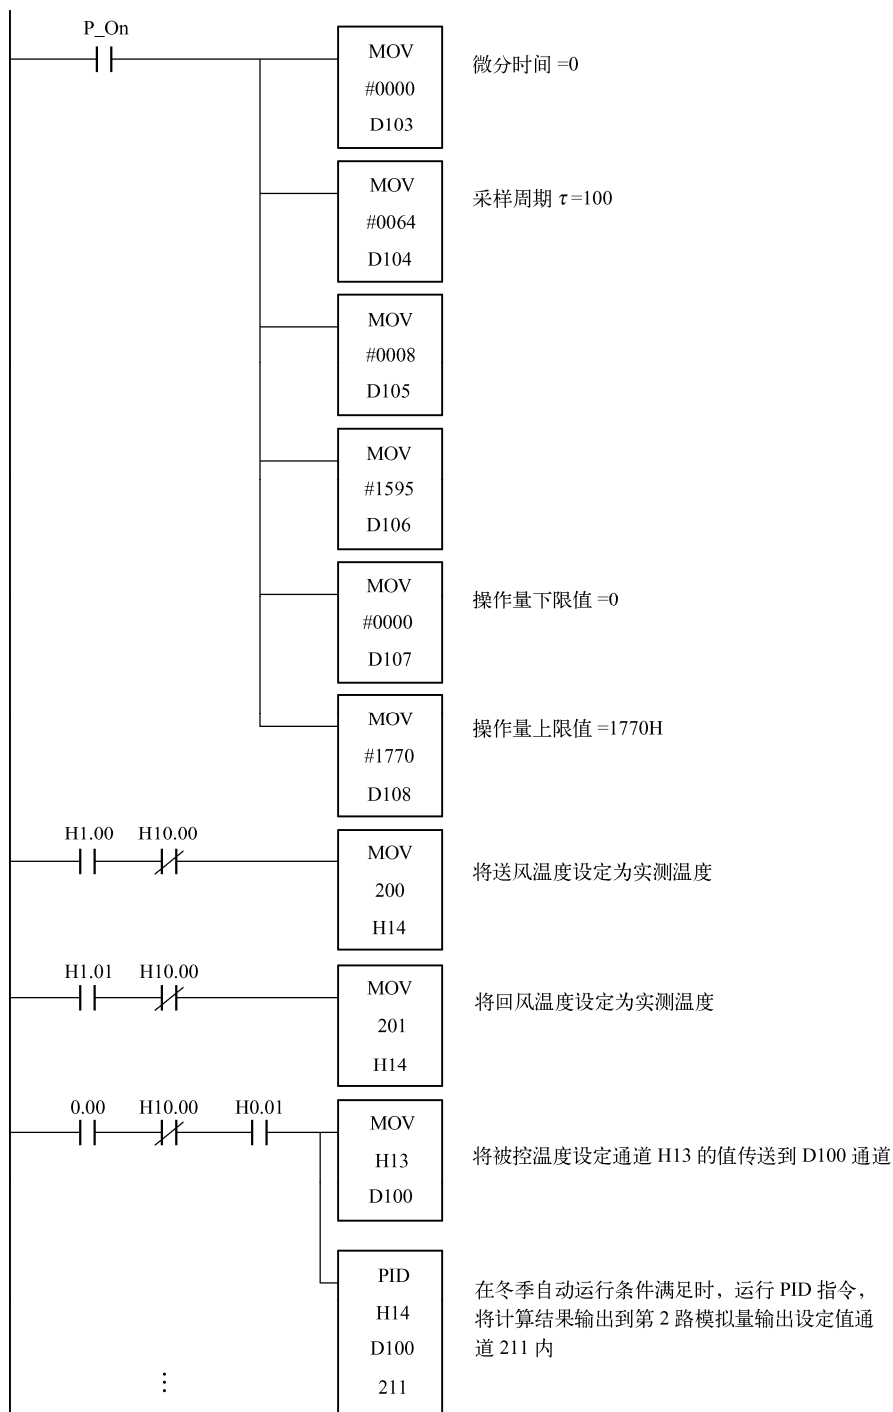 P_On
MOV
#0000
D103
微分时间 =0
MOV
#0064
D104
采样周期 τ=100
MOV
#0008
D105
MOV
#1595
D106
MOV
#0000
D107
操作量下限值 =0
MOV
#1770
D108
操作量上限值 =1770H
H1.00 H10.00
MOV
200
H14
将送风温度设定为实测温度
H1.01 H10.00
MOV
201
H14
将回风温度设定为实测温度
0.00 H10.00 H0.01
MOV
H13
D100
将被控温度设定通道 H13 的值传送到 D100 通道
PID
H14
D100
211
在冬季自动运行条件满足时，运行 PID 指令，
将计算结果输出到第 2 路模拟量输出设定值通
道 211 内
⋮